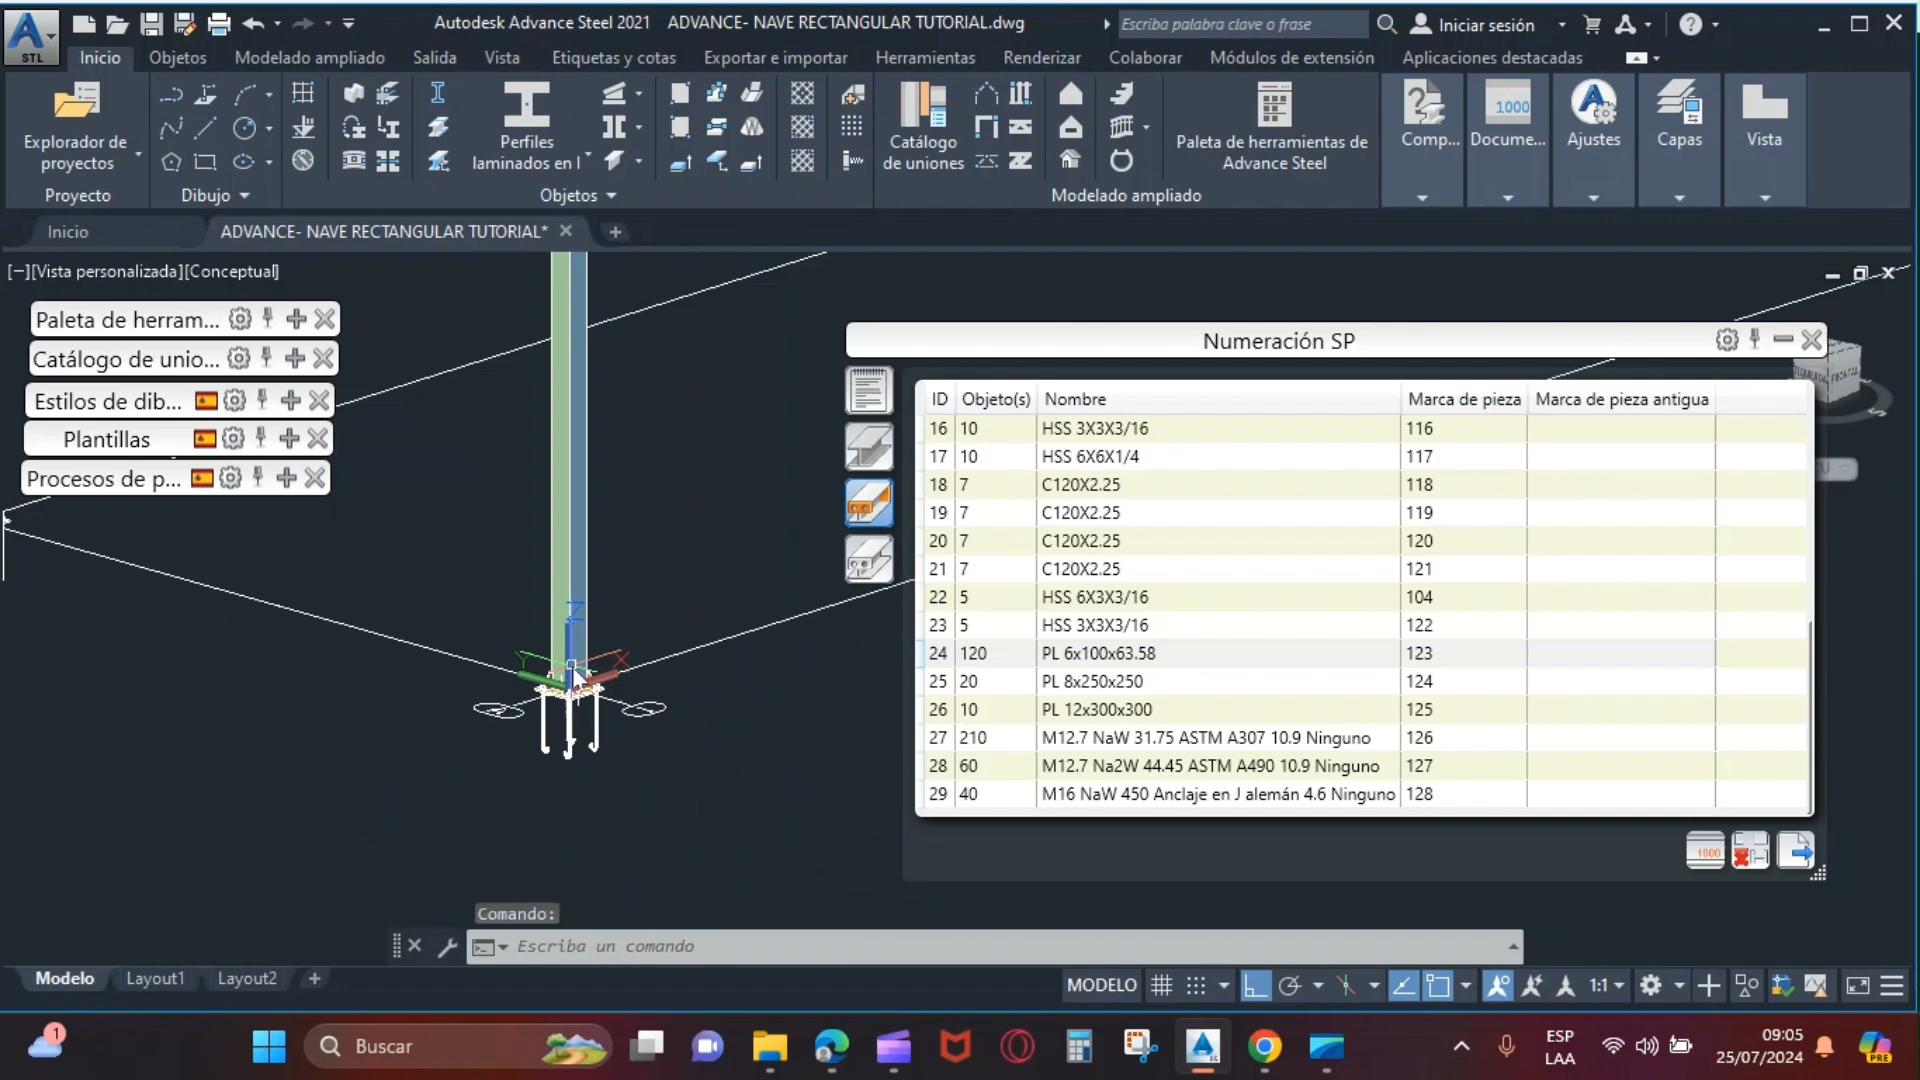 STL
Autodesk Advance Steel 2021 ADVANCE- NAVE RECTANGULAR TUTORIAL.dwg
Escriba palabra clave o frase
Iniciar sesión
Inicio Objetos Modelado ampliado Salida Vista Etiquetas y cotas Exportar e importar Herramientas Renderizar Colaborar Módulos de extensión Aplicaciones destacadas
Explorador de
proyectos
Perfiles
laminados en I
Catálogo
de uniones
Paleta de herramientas de
Advance Steel
Comp...
1000
Docume...
Ajustes
Capas
Vista
Proyecto Dibujo Objetos Modelado ampliado
Inicio ADVANCE- NAVE RECTANGULAR TUTORIAL*
[−][Vista personalizada][Conceptual]
Paleta de herram...
Catálogo de unio...
Estilos de dib...
Plantillas
Procesos de p...
Z
Y
X
Numeración SP
FRONTAL
ID Objeto(s) Nombre Marca de pieza Marca de pieza antigua
16 10 HSS 3X3X3/16 116
17 10 HSS 6X6X1/4 117
18 7 C120X2.25 118
19 7 C120X2.25 119
20 7 C120X2.25 120
21 7 C120X2.25 121
22 5 HSS 6X3X3/16 104
23 5 HSS 3X3X3/16 122
24 120 PL 6x100x63.58 123
25 20 PL 8x250x250 124
26 10 PL 12x300x300 125
27 210 M12.7 NaW 31.75 ASTM A307 10.9 Ninguno 126
28 60 M12.7 Na2W 44.45 ASTM A490 10.9 Ninguno 127
29 40 M16 NaW 450 Anclaje en J alemán 4.6 Ninguno 128
1000
Comando:
Escriba un comando
Modelo Layout1 Layout2
MODELO
1:1
1
Buscar
ESP
LAA
09:05
25/07/2024
PRE